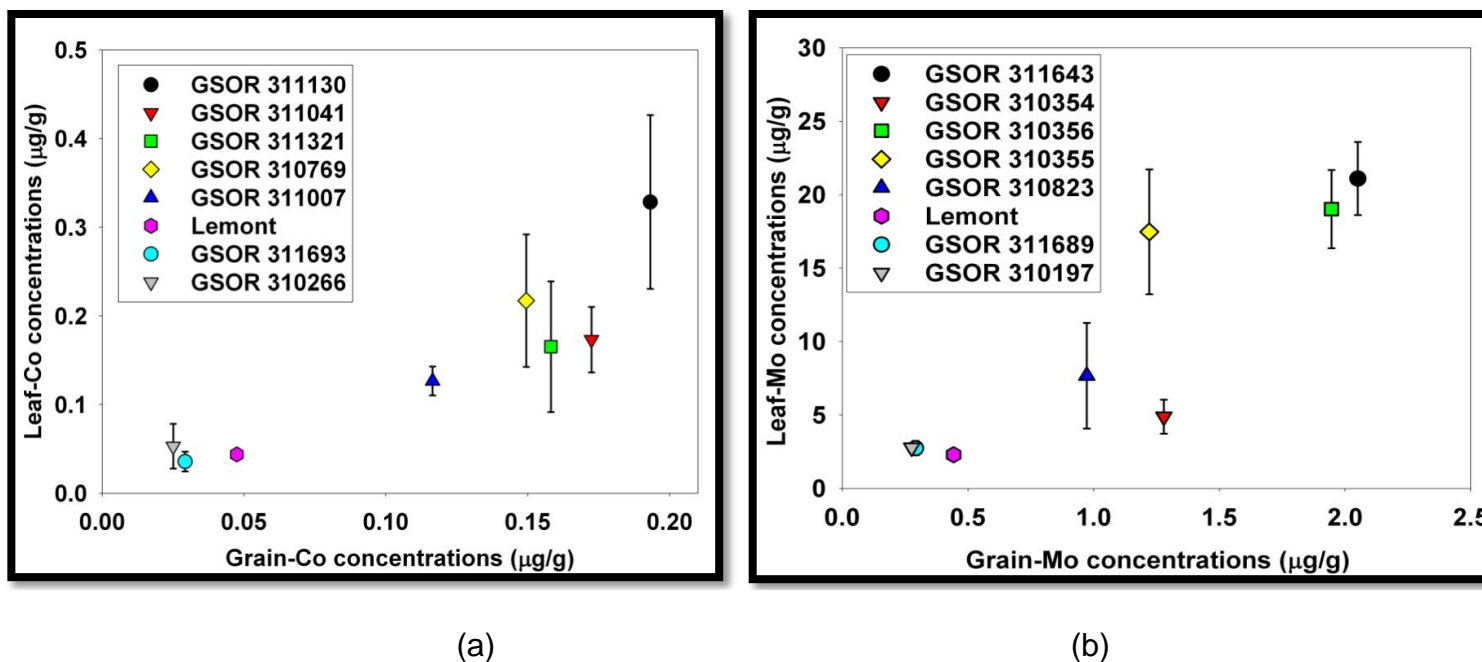 0.5
0.4
0.3
0.2
0.1
0.0
Leaf-Co concentrations (μg/g)
GSOR 311130
GSOR 311041
GSOR 311321
GSOR 310769
GSOR 311007
Lemont
GSOR 311693
GSOR 310266
0.00 0.05 0.10 0.15 0.20
Grain-Co concentrations (μg/g)
(a)
30
25
20
15
10
5
0
Leaf-Mo concentrations (μg/g)
GSOR 311643
GSOR 310354
GSOR 310356
GSOR 310355
GSOR 310823
Lemont
GSOR 311689
GSOR 310197
0.0 0.5 1.0 1.5 2.0 2.5
Grain-Mo concentrations (μg/g)
(b)